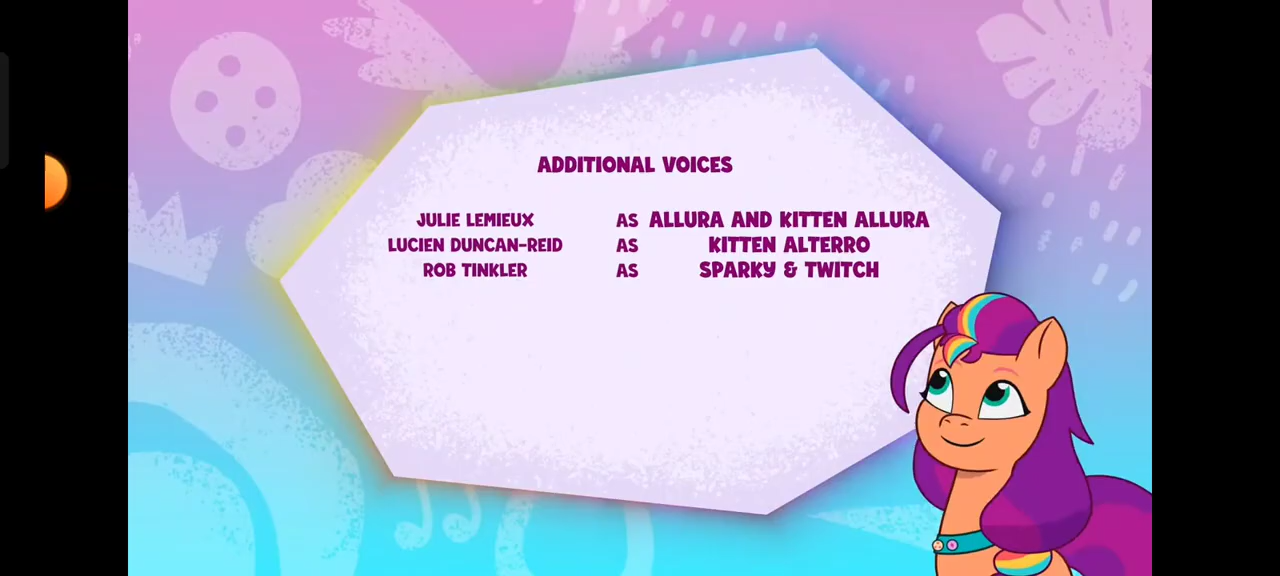 ADDITIONAL VOICES
JULIE LEMIEUX AS ALLURA AND KITTEN ALLURA
LUCIEN DUNCAN-REID AS KITTEN ALTERRO
ROB TINKLER AS SPARKY & TWITCH